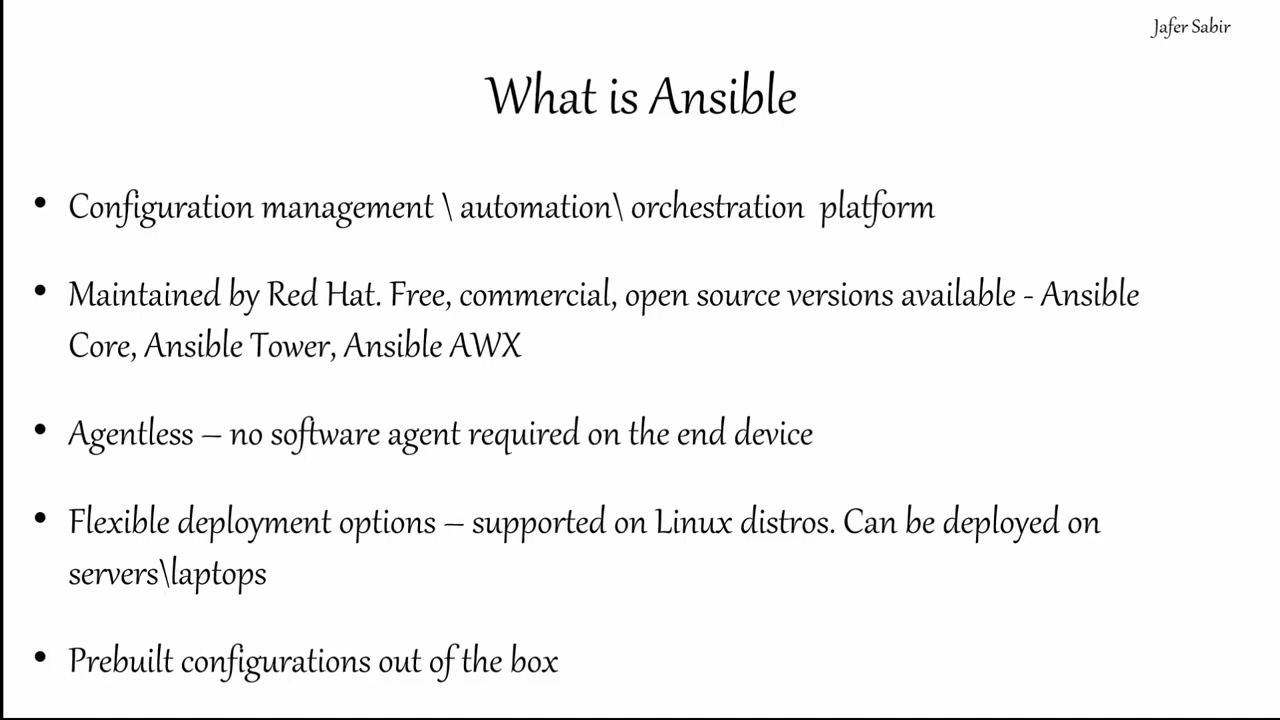 Jafer Sabir
What is Ansible
• Configuration management \ automation\ orchestration platform
• Maintained by Red Hat. Free, commercial, open source versions available - Ansible
Core, Ansible Tower, Ansible AWX
• Agentless – no software agent required on the end device
• Flexible deployment options – supported on Linux distros. Can be deployed on
servers\laptops
• Prebuilt configurations out of the box